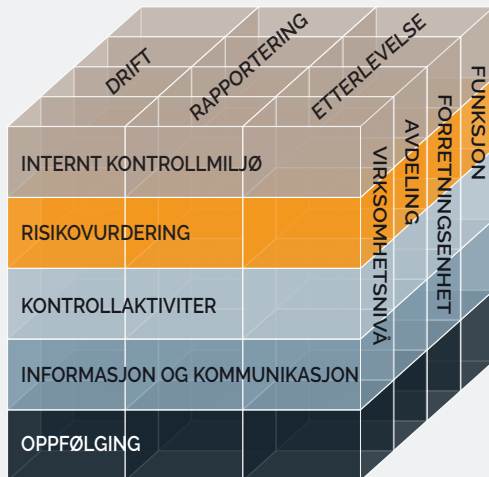 DRIFT
RAPPORTERING
ETTERLEVELSE
INTERNT KONTROLLMILJØ
RISIKOVURDERING
KONTROLLAKTIVITER
INFORMASJON OG KOMMUNIKASJON
OPPFØLGING
VIRKSOMHETSNIVÅ
AVDELING
FORRETNINGSENHET
FUNKSJON